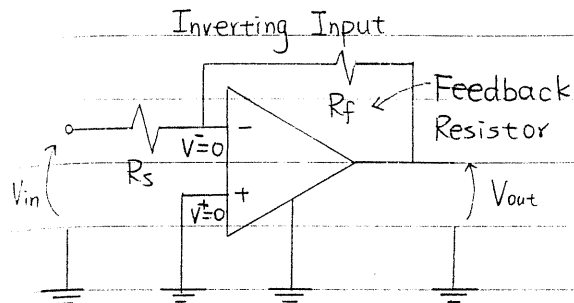 Inverting Input
Rf
Feedback
Resistor
−
V⁻=0
Rs
Vin
+
V⁺=0
Vout